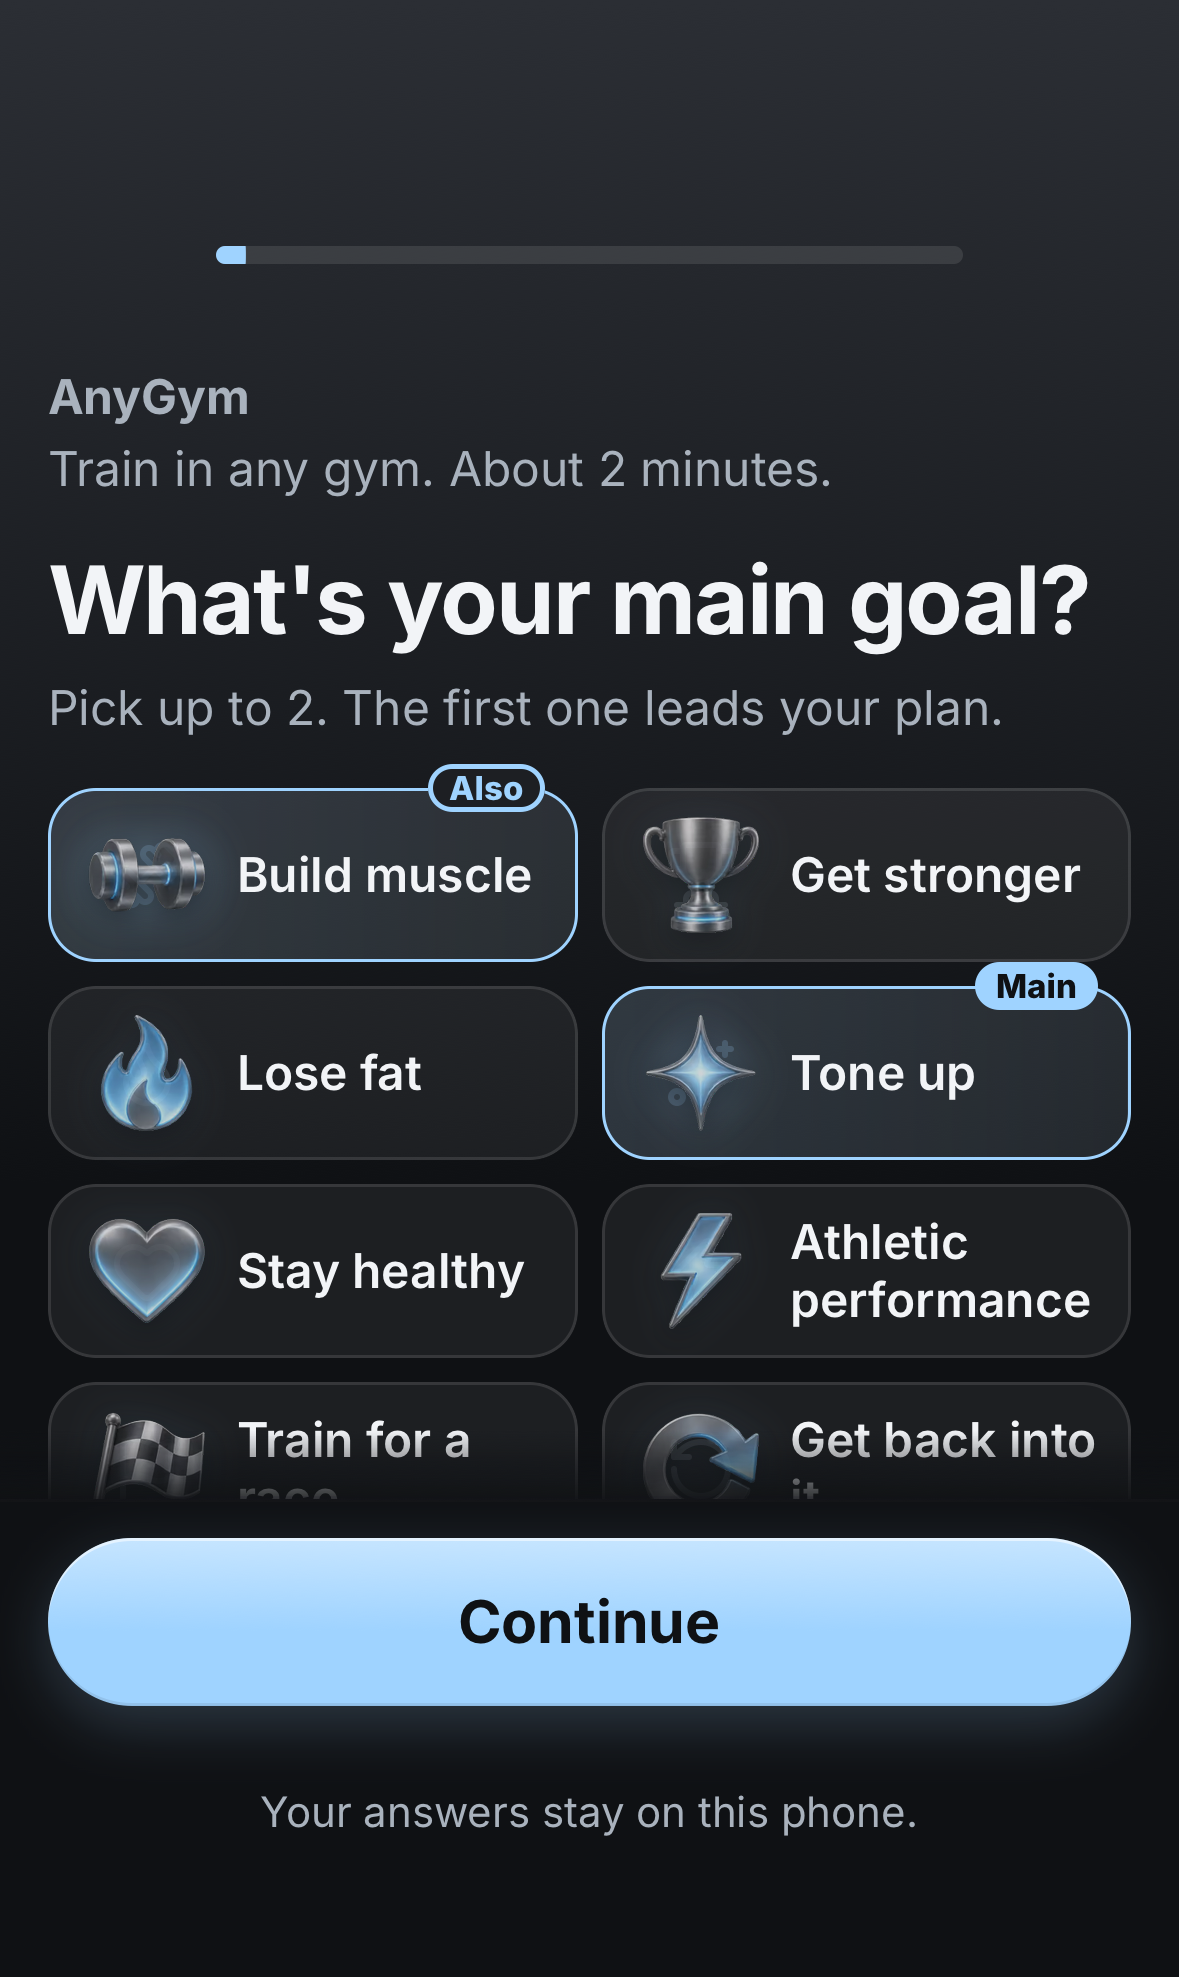 AnyGym
Train in any gym. About 2 minutes.
What's your main goal?
Pick up to 2. The first one leads your plan.
Also
Build muscle
Get stronger
Main
Lose fat
Tone up
Stay healthy
Athletic
performance
Train for a
race
Get back into
it
Continue
Your answers stay on this phone.